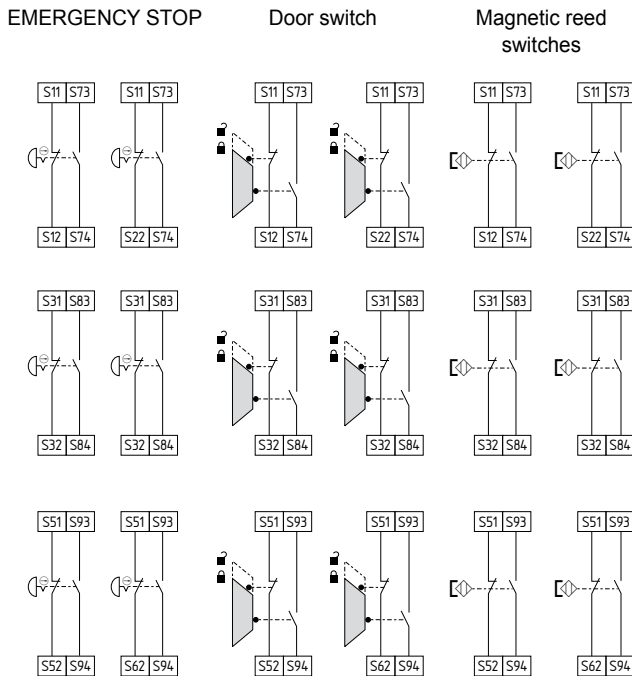 EMERGENCY STOP Door switch Magnetic reed
switches
S11 S73 S11 S73 S11 S73 S11 S73 S11 S73 S11 S73
S12 S74 S22 S74 S12 S74 S22 S74 S12 S74 S22 S74
S31 S83 S31 S83 S31 S83 S31 S83 S31 S83 S31 S83
S32 S84 S32 S84 S32 S84 S32 S84 S32 S84 S32 S84
S51 S93 S51 S93 S51 S93 S51 S93 S51 S93 S51 S93
S52 S94 S62 S94 S52 S94 S62 S94 S52 S94 S62 S94